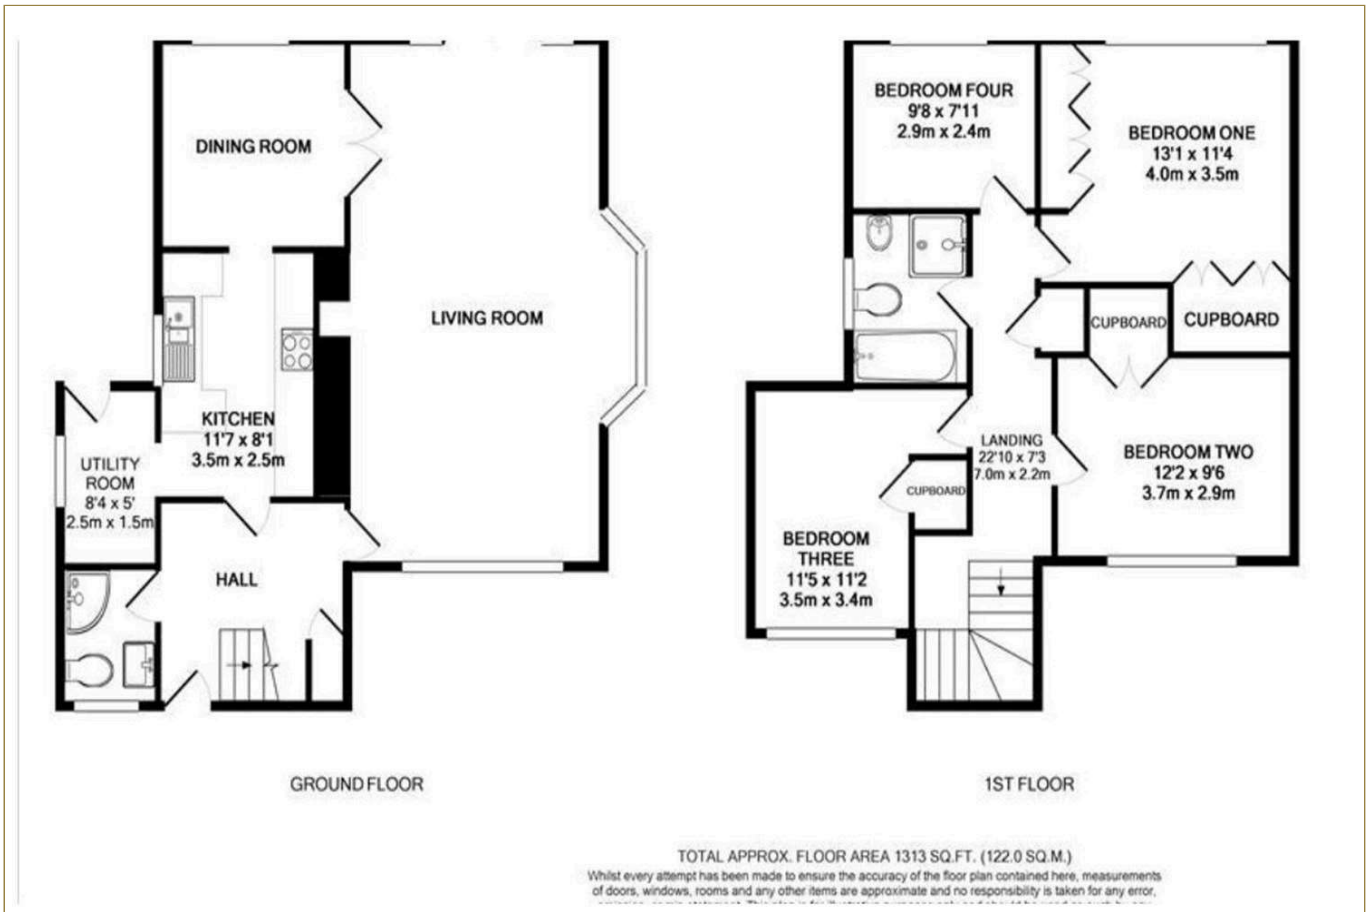 DINING ROOM
LIVING ROOM
KITCHEN
11'7 x 8'1
3.5m x 2.5m
UTILITY
ROOM
8'4 x 5'
2.5m x 1.5m
HALL
GROUND FLOOR
BEDROOM FOUR
9'8 x 7'11
2.9m x 2.4m
BEDROOM ONE
13'1 x 11'4
4.0m x 3.5m
CUPBOARD
CUPBOARD
LANDING
22'10 x 7'3
7.0m x 2.2m
BEDROOM TWO
12'2 x 9'6
3.7m x 2.9m
CUPBOARD
BEDROOM
THREE
11'5 x 11'2
3.5m x 3.4m
1ST FLOOR
TOTAL APPROX. FLOOR AREA 1313 SQ.FT. (122.0 SQ.M.)
Whilst every attempt has been made to ensure the accuracy of the floor plan contained here, measurements
of doors, windows, rooms and any other items are approximate and no responsibility is taken for any error,